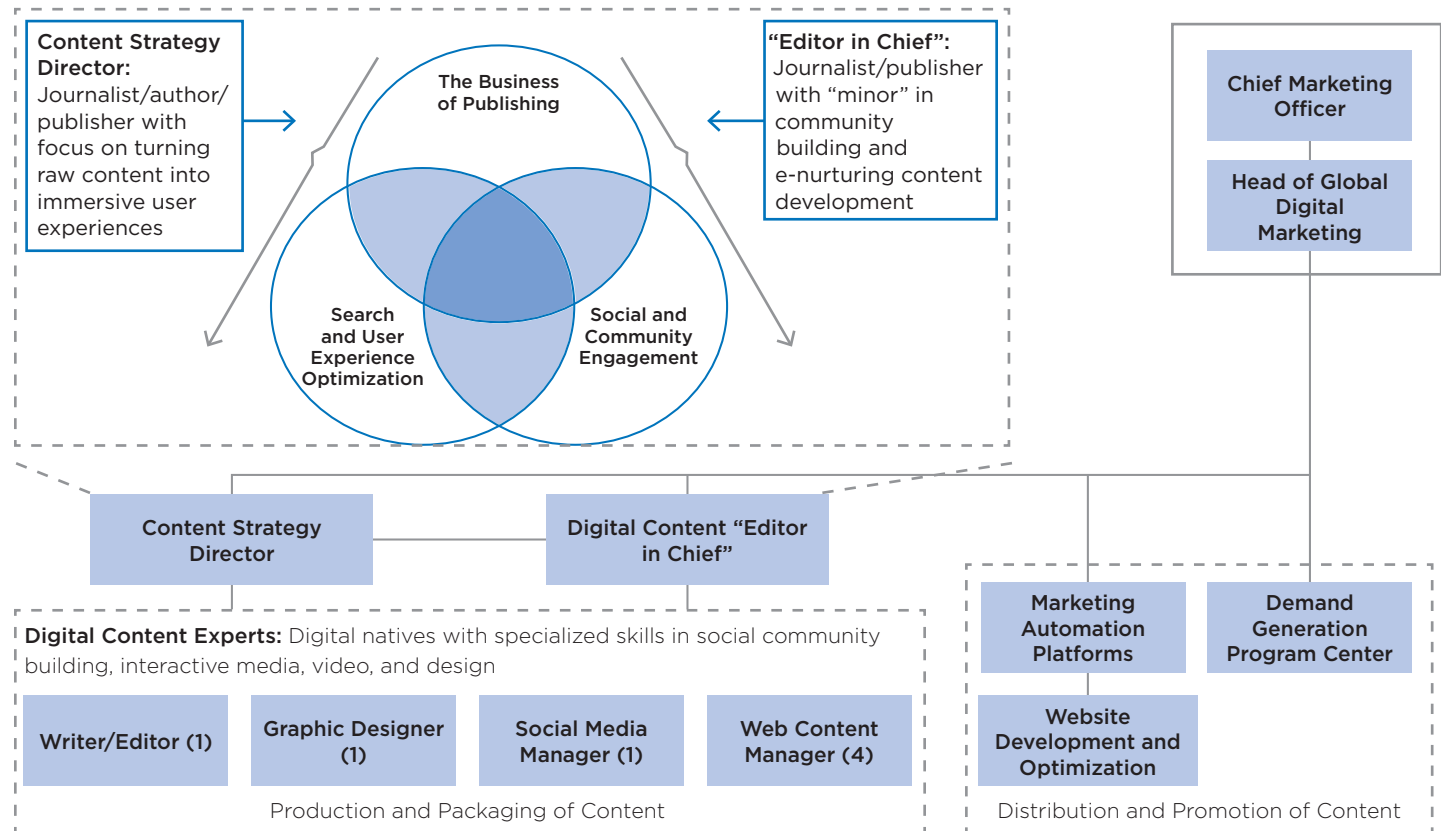 Content Strategy
Director:
Journalist/author/
publisher with
focus on turning
raw content into
immersive user
experiences
The Business
of Publishing
Search
and User
Experience
Optimization
Social and
Community
Engagement
“Editor in Chief”:
Journalist/publisher
with “minor” in
community
building and
e-nurturing content
development
Chief Marketing
Officer
Head of Global
Digital
Marketing
Content Strategy
Director
Digital Content “Editor
in Chief”
Digital Content Experts: Digital natives with specialized skills in social community
building, interactive media, video, and design
Writer/Editor (1)
Graphic Designer
(1)
Social Media
Manager (1)
Web Content
Manager (4)
Production and Packaging of Content
Marketing
Automation
Platforms
Demand
Generation
Program Center
Website
Development and
Optimization
Distribution and Promotion of Content